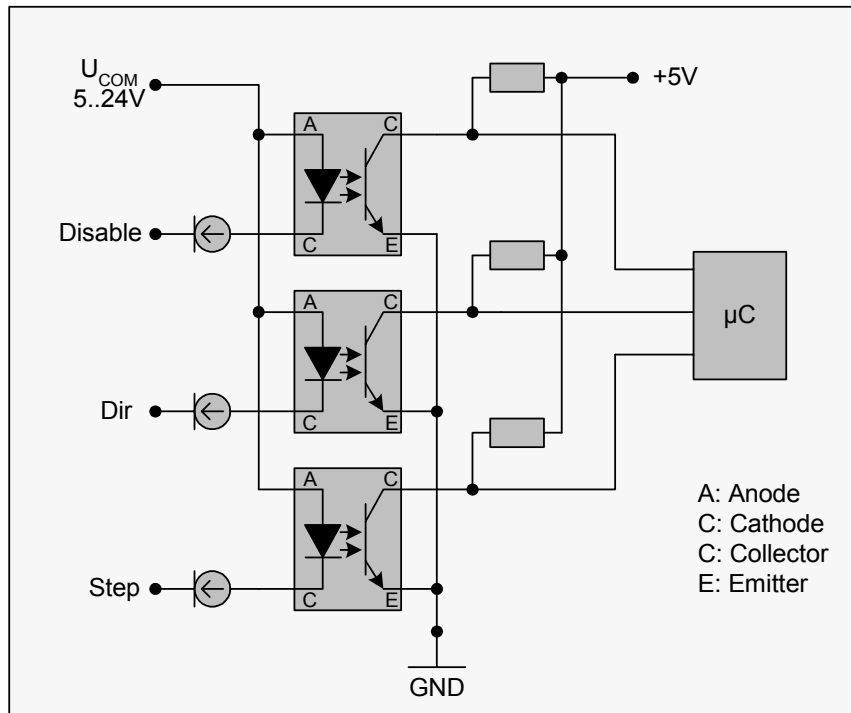 U_COM
5..24V
+5V
A
C
Disable
C
E
A
C
µC
Dir
C
E
A
C
A: Anode
C: Cathode
C: Collector
E: Emitter
Step
C
E
GND